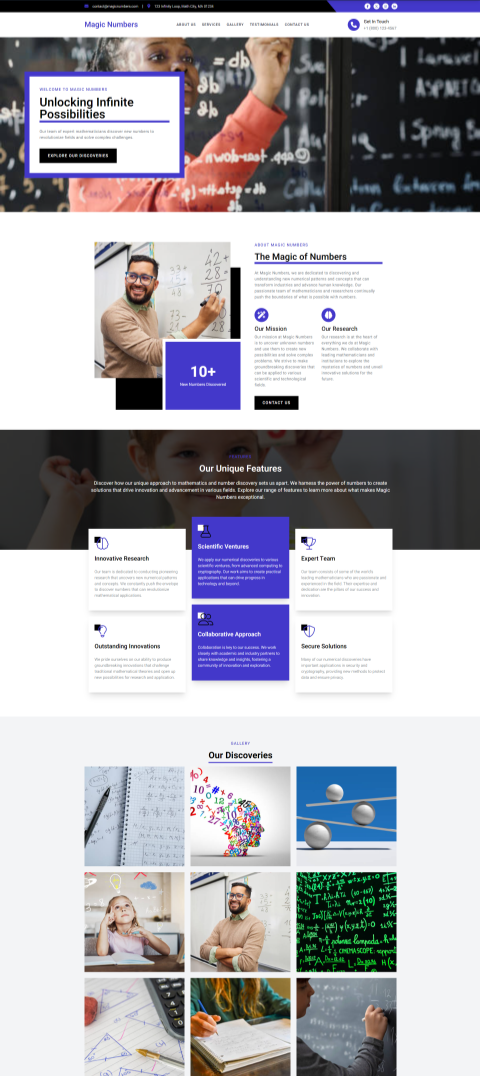 contact@magicnumbers.com | 123 Infinity Loop, Math City, MA 01234
Magic Numbers
ABOUT US SERVICES GALLERY TESTIMONIALS CONTACT US
Get In Touch
WELCOME TO MAGIC NUMBERS
Unlocking Infinite
Possibilities
Our team of expert mathematicians discover new numbers to
revolutionize fields and solve complex challenges.
EXPLORE OUR DISCOVERIES
ABOUT MAGIC NUMBERS
The Magic of Numbers
At Magic Numbers, we are dedicated to discovering and
understanding new numerical patterns and concepts that can
transform industries and advance human knowledge. Our
passionate team of mathematicians and researchers continually
push the boundaries of what is possible with numbers.
Our Mission
Our mission at Magic Numbers
is to uncover unknown numbers
and use them to create new
possibilities and solve complex
problems. We strive to make
groundbreaking discoveries that
can be applied to various
scientific and technological
fields.
Our Research
Our research is at the heart of
everything we do at Magic
Numbers. We collaborate with
leading mathematicians and
institutions to explore the
mysteries of numbers and unveil
innovative solutions for the
future.
10+
New Numbers Discovered
CONTACT US
FEATURES
Our Unique Features
Discover how our unique approach to mathematics and number discovery sets us apart. We harness the power of numbers to create
solutions that drive innovation and advancement in various fields. Explore our range of features to learn more about what makes Magic
Numbers exceptional.
Innovative Research
Our team is dedicated to conducting pioneering
research that uncovers new numerical patterns
and concepts. We constantly push the envelope
to discover numbers that can revolutionize
mathematical applications.
Scientific Ventures
We apply our numerical discoveries to various
scientific ventures, from advanced computing to
cryptography. Our work aims to create practical
applications that can drive progress in
technology and beyond.
Expert Team
Our team consists of some of the world's
leading mathematicians who are passionate and
experienced in the field. Their expertise and
dedication are the pillars of our success and
innovation.
Outstanding Innovations
We pride ourselves on our ability to produce
groundbreaking innovations that challenge
traditional mathematical theories and open up
new possibilities for research and application.
Collaborative Approach
Collaboration is key to our success. We work
closely with academic and industry partners to
share knowledge and insights, fostering a
community of innovation and exploration.
Secure Solutions
Many of our numerical discoveries have
important applications in security and
cryptography, providing new methods to protect
data and ensure privacy.
GALLERY
Our Discoveries